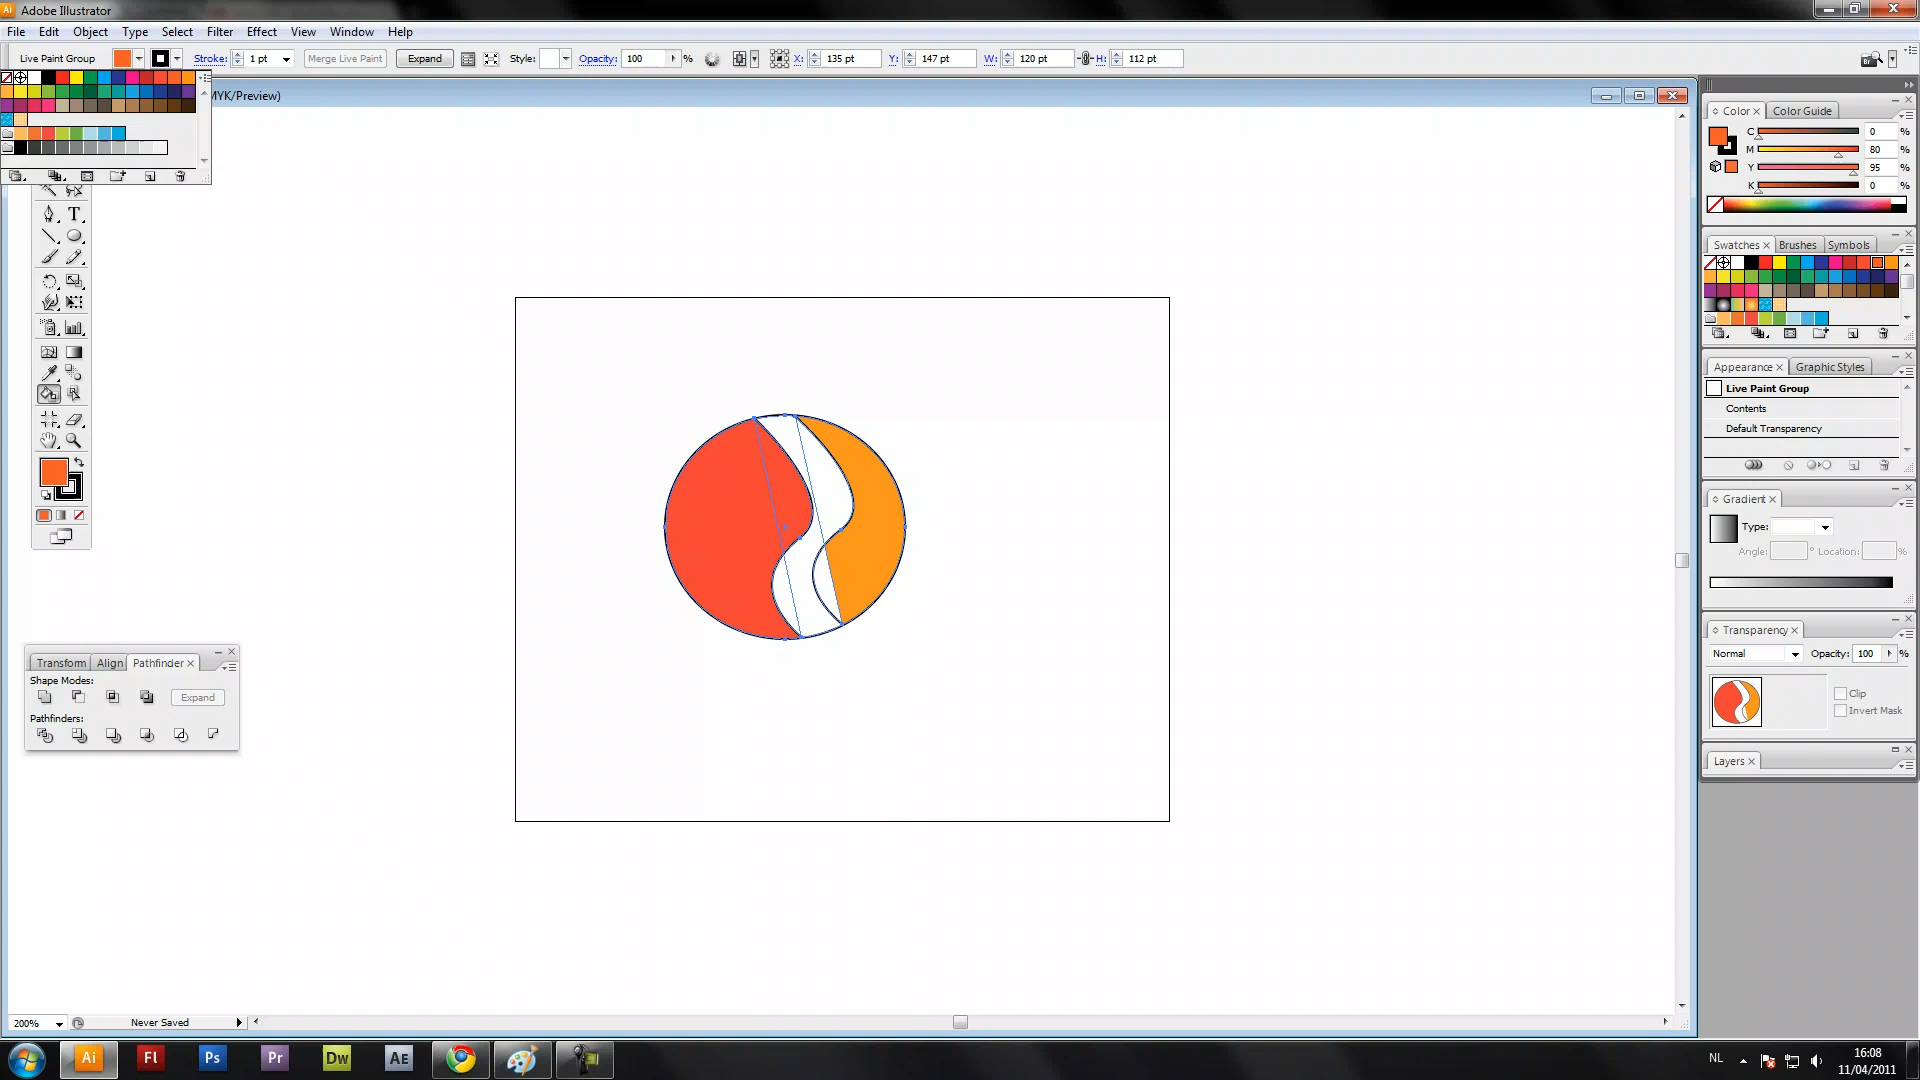 Ai Adobe Illustrator
File Edit Object Type Select Filter Effect View Window Help
Live Paint Group Stroke: 1 pt Merge Live Paint Expand Style: Opacity: 100 % X: 135 pt Y: 147 pt W: 120 pt H: 112 pt
MYK/Preview)
Color Color Guide
C 0 %
M 80 %
Y 95 %
K 0 %
Swatches Brushes Symbols
Appearance Graphic Styles
Live Paint Group
Contents
Default Transparency
Gradient
Type:
Angle: ° Location: %
Transparency
Normal Opacity: 100 %
Clip
Invert Mask
Layers
Transform Align Pathfinder
Shape Modes:
Expand
Pathfinders:
200% Never Saved
Ai Fl Ps Pr Dw AE
NL 16:08
11/04/2011